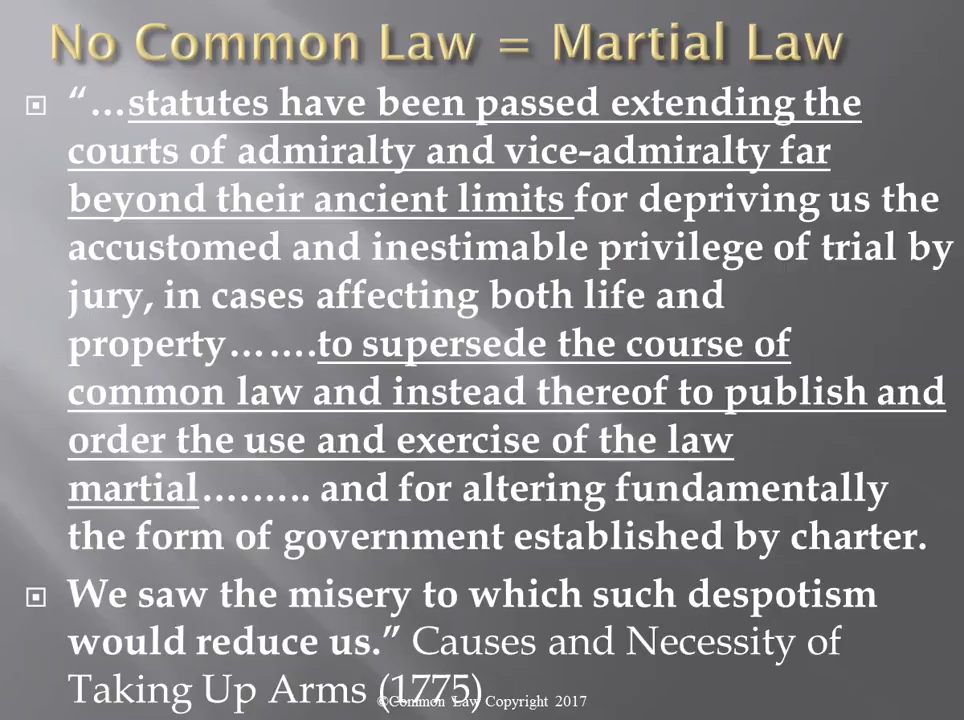 No Common Law = Martial Law
“…statutes have been passed extending the
courts of admiralty and vice-admiralty far
beyond their ancient limits for depriving us the
accustomed and inestimable privilege of trial by
jury, in cases affecting both life and
property…….to supersede the course of
common law and instead thereof to publish and
order the use and exercise of the law
martial…...…. and for altering fundamentally
the form of government established by charter.
We saw the misery to which such despotism
would reduce us.” Causes and Necessity of
Taking Up Arms (1775)
©Common Law Copyright 2017